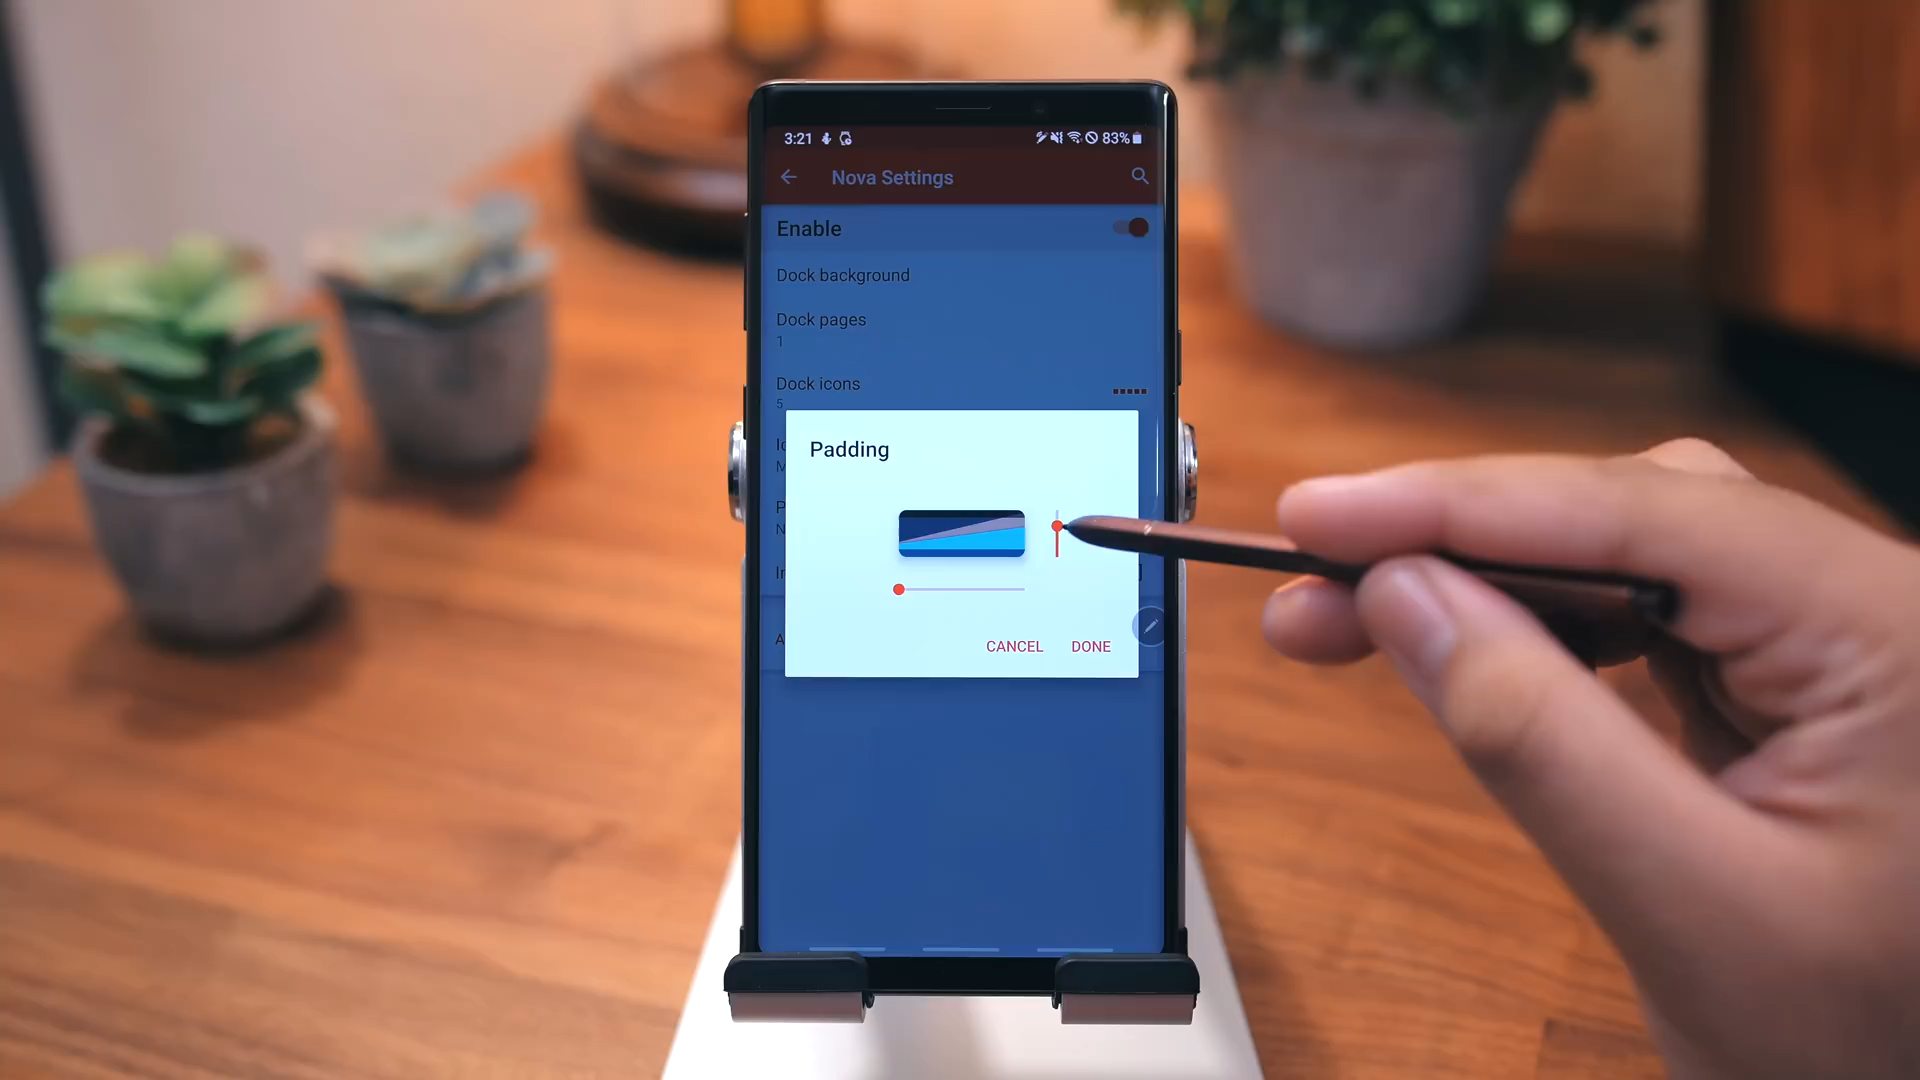 3:21 83%
Nova Settings
Enable
Dock background
Dock pages
1
Dock icons
5
Padding
CANCEL DONE